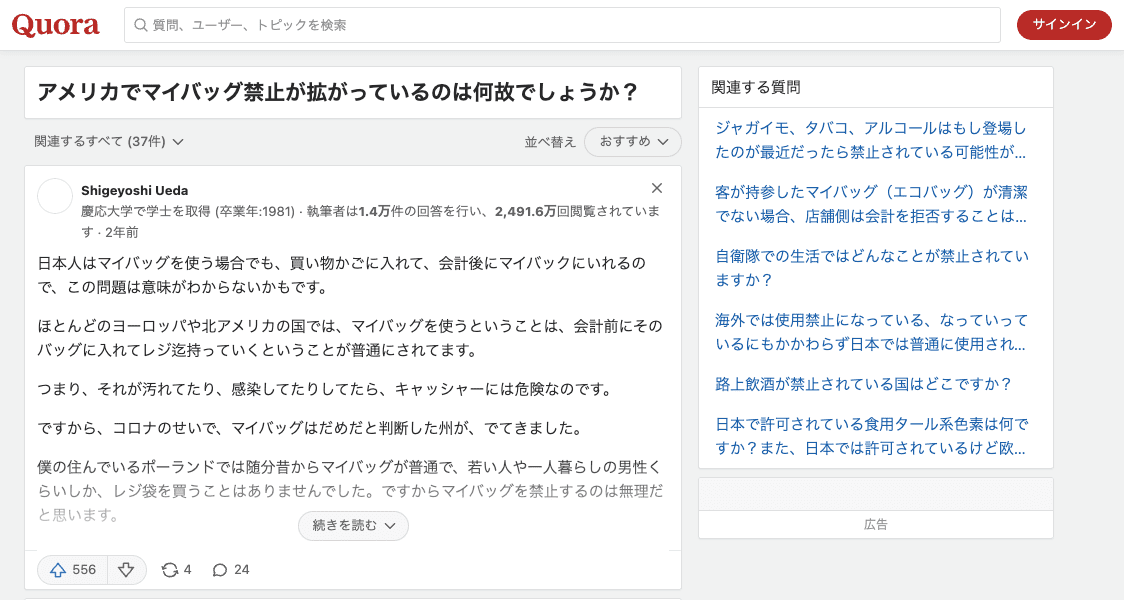 Quora
質問、ユーザー、トピックを検索
サインイン
アメリカでマイバッグ禁止が拡がっているのは何故でしょうか？
関連するすべて (37件)
並べ替え
おすすめ
Shigeyoshi Ueda
慶応大学で学士を取得 (卒業年:1981) · 執筆者は1.4万件の回答を行い、2,491.6万回閲覧されていま
す · 2年前
日本人はマイバッグを使う場合でも、買い物かごに入れて、会計後にマイバックにいれるの
で、この問題は意味がわからないかもです。
ほとんどのヨーロッパや北アメリカの国では、マイバッグを使うということは、会計前にその
バッグに入れてレジ迄持っていくということが普通にされてます。
つまり、それが汚れてたり、感染してたりしてたら、キャッシャーには危険なのです。
ですから、コロナのせいで、マイバッグはだめだと判断した州が、でてきました。
僕の住んでいるポーランドでは随分昔からマイバッグが普通で、若い人や一人暮らしの男性く
らいしか、レジ袋を買うことはありませんでした。ですからマイバッグを禁止するのは無理だ
と思います。
続きを読む
556
4
24
関連する質問
ジャガイモ、タバコ、アルコールはもし登場し
たのが最近だったら禁止されている可能性が...
客が持参したマイバッグ（エコバッグ）が清潔
でない場合、店舗側は会計を拒否することは...
自衛隊での生活ではどんなことが禁止されてい
ますか？
海外では使用禁止になっている、なっていって
いるにもかかわらず日本では普通に使用され...
路上飲酒が禁止されている国はどこですか？
日本で許可されている食用タール系色素は何で
すか？また、日本では許可されているけど欧...
広告